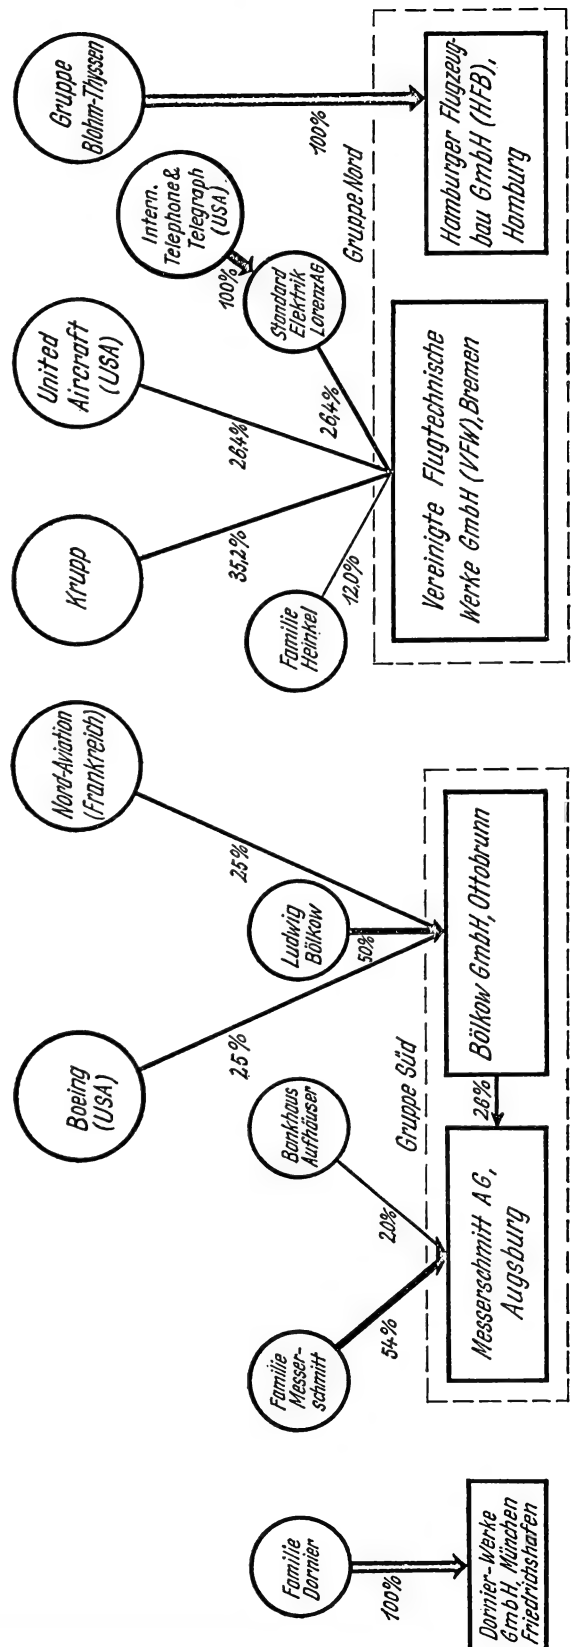 Familie
Dornier
100%
Dornier-Werke
GmbH, München
Friedrichshafen
Familie
Messer-
schmitt
54%
Bankhaus
Aufhäuser
20%
Messerschmitt AG,
Augsburg
Gruppe Süd
Boeing
(USA)
25%
Ludwig
Bölkow
50%
Nord-Aviation
(Frankreich)
25%
26%
Bölkow GmbH, Ottobrunn
Familie
Heinkel
12,0%
Krupp
35,2%
United
Aircraft
(USA)
26,4%
Intern.
Telephone &
Telegraph
(USA)
100%
Standard
Elektrik
Lorenz AG
26,4%
Vereinigte Flugtechnische
Werke GmbH (VFW), Bremen
Gruppe Nord
Gruppe
Blohm-Thyssen
100%
Hamburger Flugzeug-
bau GmbH (HFB),
Hamburg